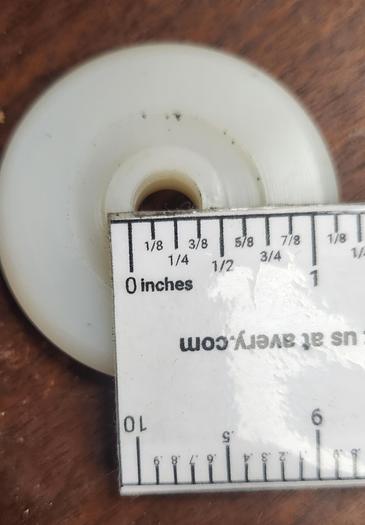 1/8 3/8 5/8 7/8 1/8
1/4 1/2 3/4
0 inches 1
us at avery.com
10 9
.9 .8 .7 .6 .5 .4 .3 .2 .1